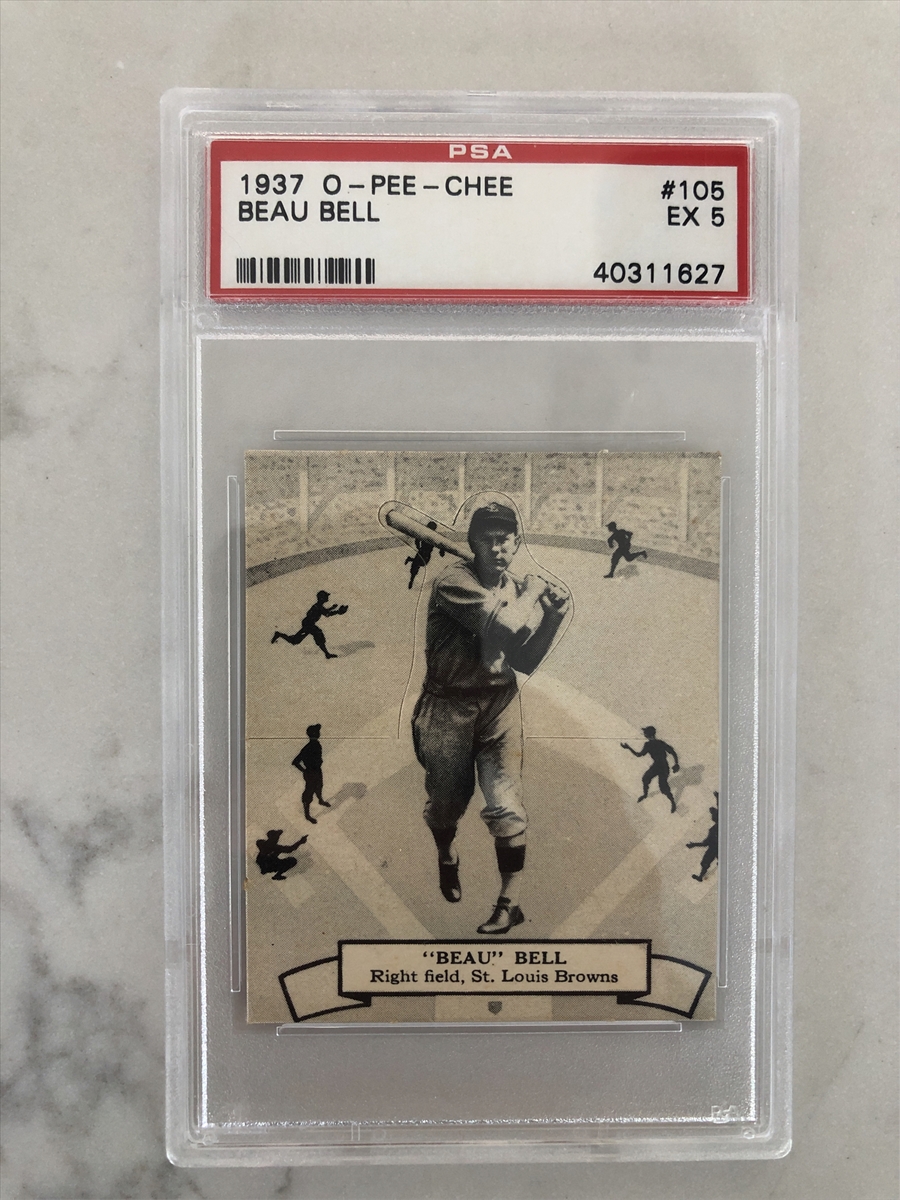 PSA
1937 O-PEE-CHEE #105
BEAU BELL EX 5
40311627
"BEAU" BELL
Right field, St. Louis Browns